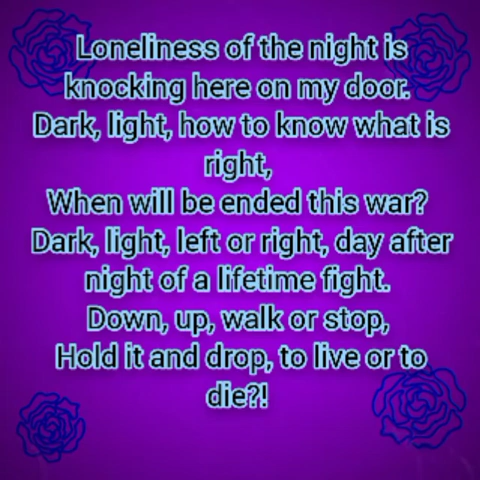 Loneliness of the night is
knocking here on my door.
Dark, light, how to know what is
right,
When will be ended this war?
Dark, light, left or right, day after
night of a lifetime fight.
Down, up, walk or stop,
Hold it and drop, to live or to
die?!